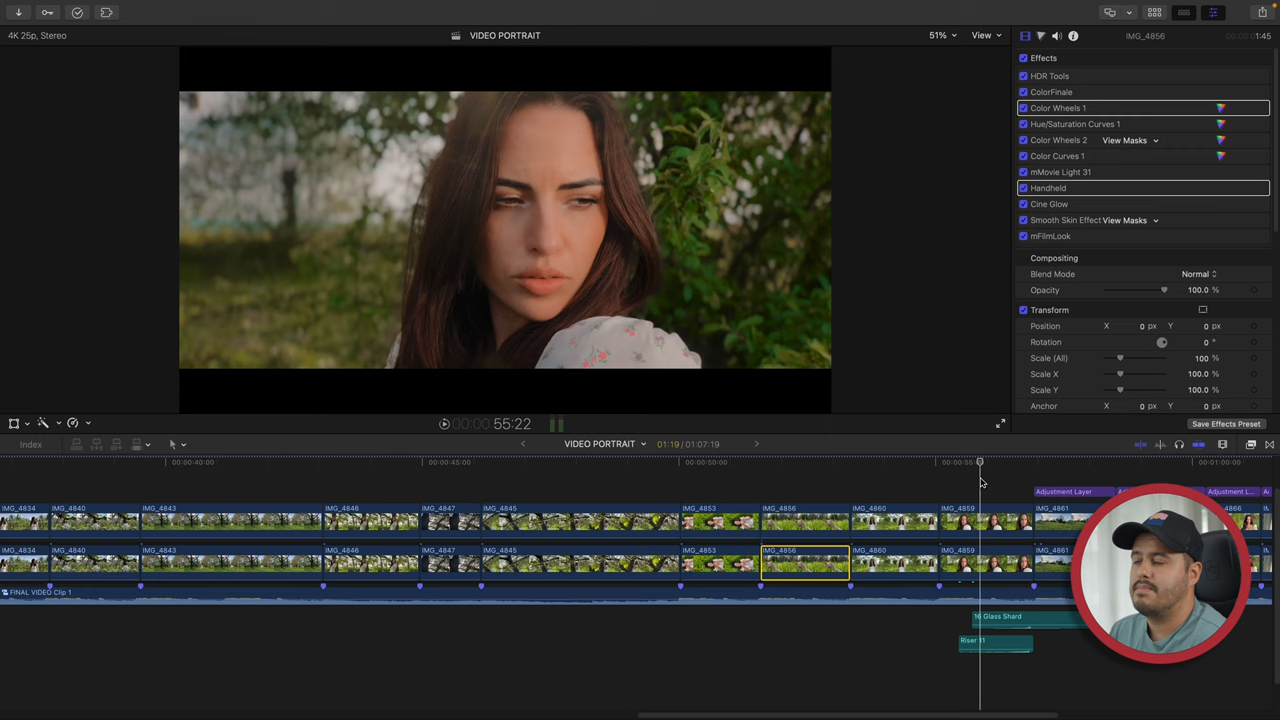 4K 25p, Stereo
VIDEO PORTRAIT
51%
View
IMG_4856
00:00:01:45
Effects
HDR Tools
ColorFinale
Color Wheels 1
Hue/Saturation Curves 1
Color Wheels 2 View Masks
Color Curves 1
mMovie Light 31
Handheld
Cine Glow
Smooth Skin Effect View Masks
mFilmLook
Compositing
Blend Mode Normal
Opacity 100.0 %
Transform
Position X 0 px Y 0 px
Rotation 0 °
Scale (All) 100 %
Scale X 100.0 %
Scale Y 100.0 %
Anchor X 0 px Y 0 px
00:00:55:22
Save Effects Preset
Index
VIDEO PORTRAIT
01:19 / 01:07:19
00:00:40:00
00:00:45:00
00:00:50:00
00:00:55
00:01:00:00
Adjustment Layer
Adjustment L...
IMG_4834 IMG_4840 IMG_4843 IMG_4846 IMG_4847 IMG_4845 IMG_4853 IMG_4856 IMG_4860 IMG_4859 IMG_4861 IMG_4866
IMG_4834 IMG_4840 IMG_4843 IMG_4846 IMG_4847 IMG_4845 IMG_4853 IMG_4856 IMG_4860 IMG_4859 IMG_4861
FINAL VIDEO Clip 1
16 Glass Shard
Riser 11